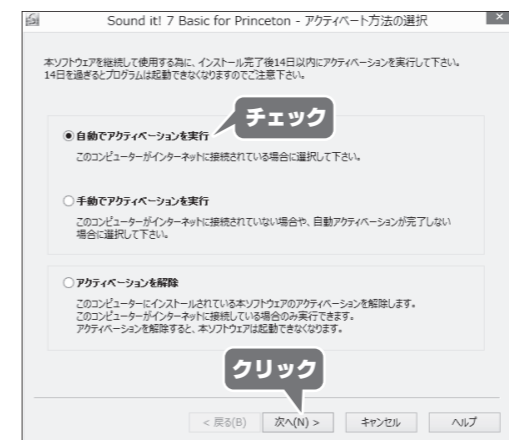 Sound it! 7 Basic for Princeton - アクティベート方法の選択
本ソフトウェアを継続して使用する為に、インストール完了後14日以内にアクティベーションを実行して下さい。
14日を過ぎるとプログラムは起動できなくなりますのでご注意下さい。
チェック
自動でアクティベーションを実行
このコンピューターがインターネットに接続されている場合に選択して下さい。
手動でアクティベーションを実行
このコンピューターがインターネットに接続されていない場合や、自動アクティベーションが完了しない
場合に選択して下さい。
アクティベーションを解除
このコンピューターにインストールされている本ソフトウェアのアクティベーションを解除します。
このコンピューターがインターネットに接続している場合のみ実行できます。
アクティベーションを解除すると、本ソフトウェアは起動できなくなります。
クリック
< 戻る(B) 次へ(N) > キャンセル ヘルプ